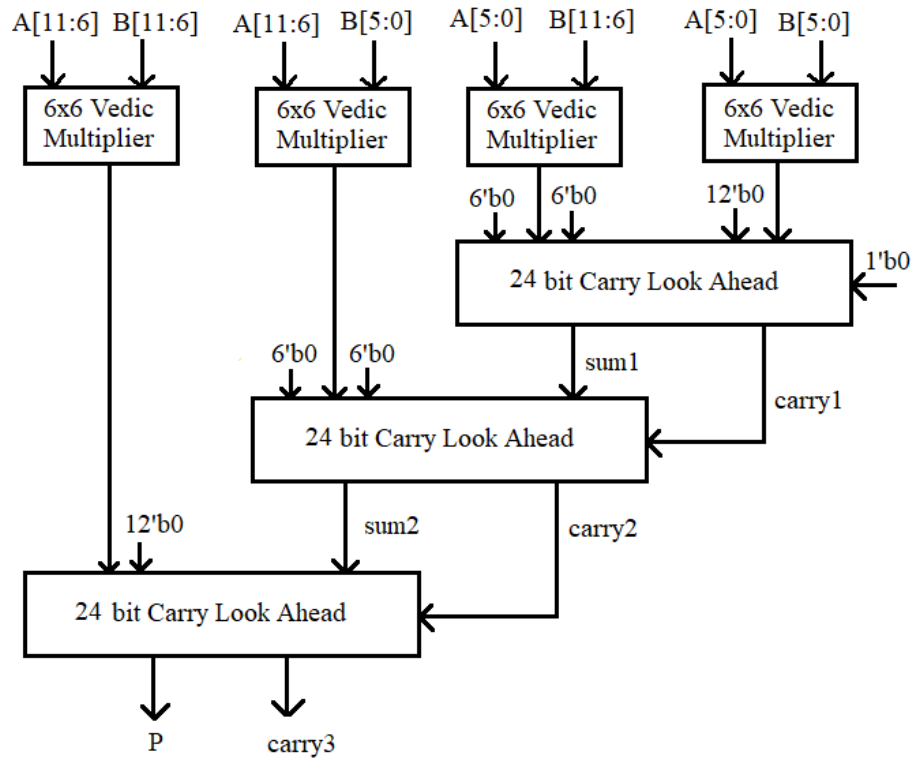 A[11:6] B[11:6] A[11:6] B[5:0] A[5:0] B[11:6] A[5:0] B[5:0]
6x6 Vedic
Multiplier
6x6 Vedic
Multiplier
6x6 Vedic
Multiplier
6x6 Vedic
Multiplier
6'b0 6'b0 12'b0
24 bit Carry Look Ahead
1'b0
6'b0 6'b0
sum1
carry1
24 bit Carry Look Ahead
12'b0
sum2
carry2
24 bit Carry Look Ahead
P
carry3